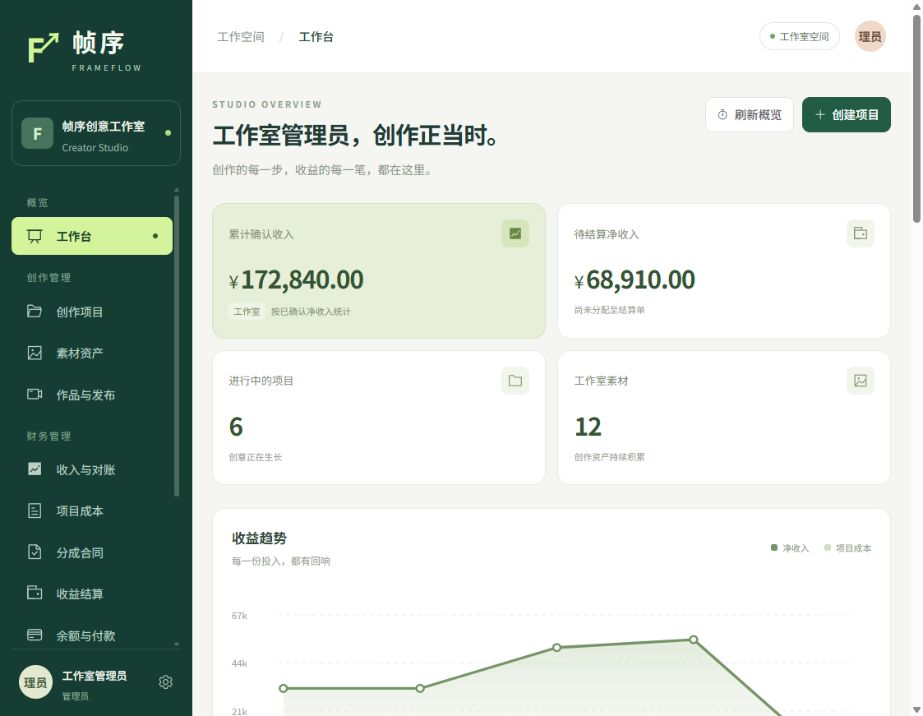 帧序
FRAMEFLOW
F
帧序创意工作室
Creator Studio
概览
工作台
创作管理
创作项目
素材资产
作品与发布
财务管理
收入与对账
项目成本
分成合同
收益结算
余额与付款
理员
工作室管理员
管理员
工作空间 / 工作台
工作室空间
理员
STUDIO OVERVIEW
工作室管理员，创作正当时。
创作的每一步，收益的每一笔，都在这里。
刷新概览
创建项目
累计确认收入
¥172,840.00
工作室 按已确认净收入统计
待结算净收入
¥68,910.00
尚未分配至结算单
进行中的项目
6
创意正在生长
工作室素材
12
创作资产持续积累
收益趋势
每一份投入，都有回响
净收入
项目成本
67k
44k
21k